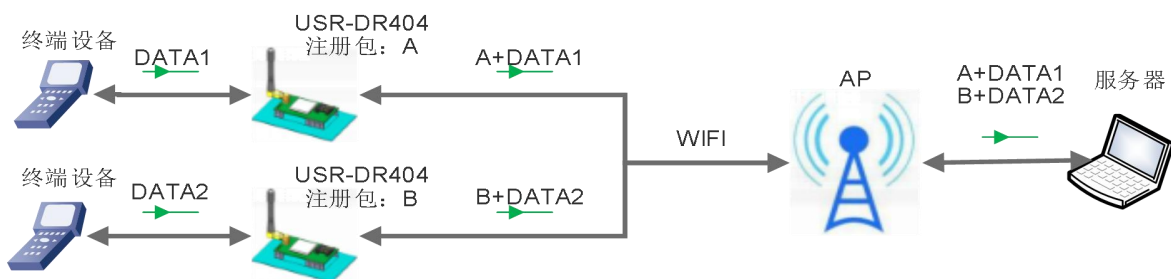 终端设备
DATA1
USR-DR404
注册包：A
A+DATA1
AP
A+DATA1
B+DATA2
服务器
WIFI
终端设备
DATA2
USR-DR404
注册包：B
B+DATA2